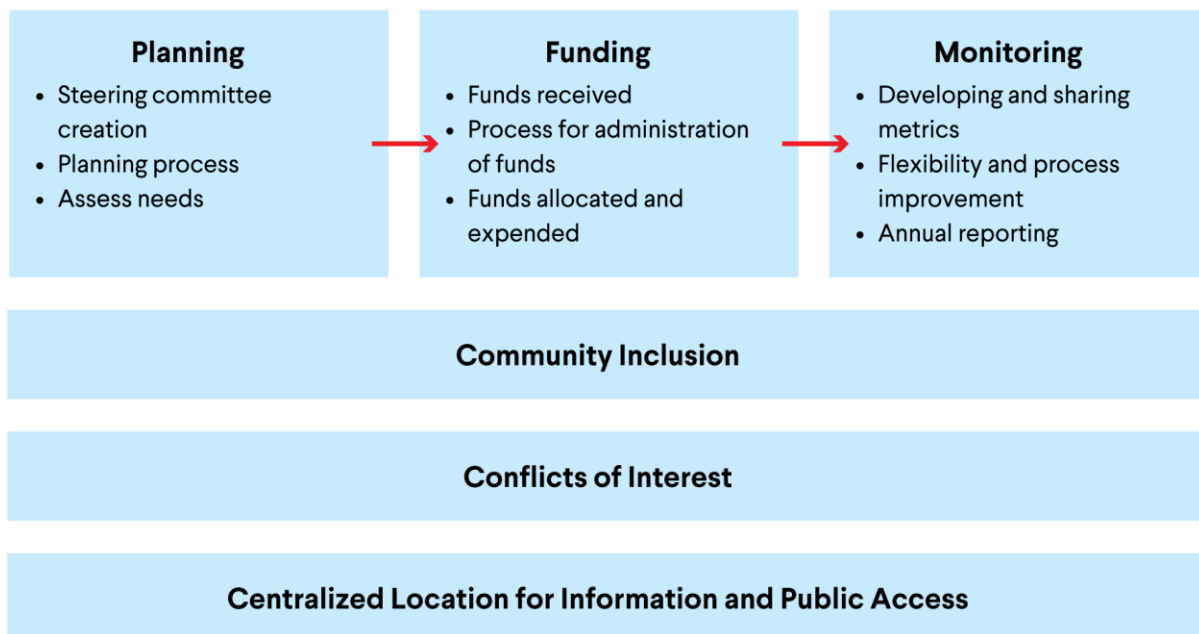 Planning
• Steering committee
creation
• Planning process
• Assess needs
Funding
• Funds received
• Process for administration
of funds
• Funds allocated and
expended
Monitoring
• Developing and sharing
metrics
• Flexibility and process
improvement
• Annual reporting
Community Inclusion
Conflicts of Interest
Centralized Location for Information and Public Access